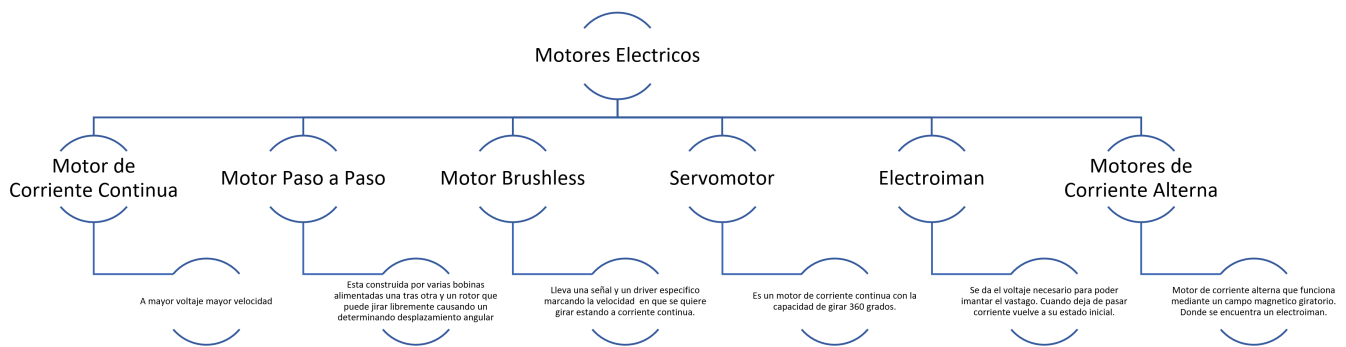 Motores Electricos
Motor de
Corriente Continua
Motor Paso a Paso
Motor Brushless
Servomotor
Electroiman
Motores de
Corriente Alterna
A mayor voltaje mayor velocidad
Esta construida por varias bobinas
alimentadas una tras otra y un rotor que
puede jirar libremente causando un
determinando desplazamiento angular
Lleva una señal y un driver especifico
marcando la velocidad en que se quiere
girar estando a corriente continua.
Es un motor de corriente continua con la
capacidad de girar 360 grados.
Se da el voltaje necesario para poder
imantar el vastago. Cuando deja de pasar
corriente vuelve a su estado inicial.
Motor de corriente alterna que funciona
mediante un campo magnetico giratorio.
Donde se encuentra un electroiman.